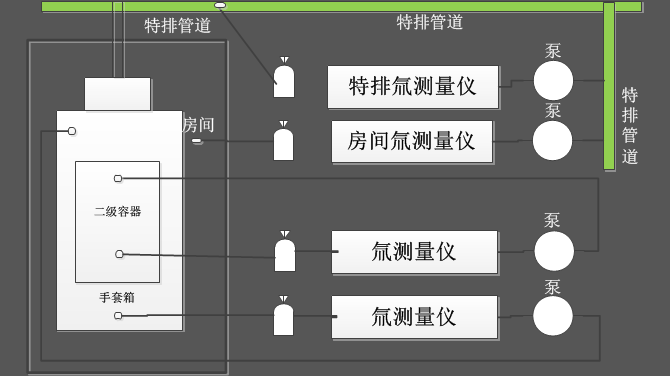 特排管道
特排管道
泵
特排氚测量仪
特排管道
泵
房间
房间氚测量仪
二级容器
泵
氚测量仪
手套箱
泵
氚测量仪